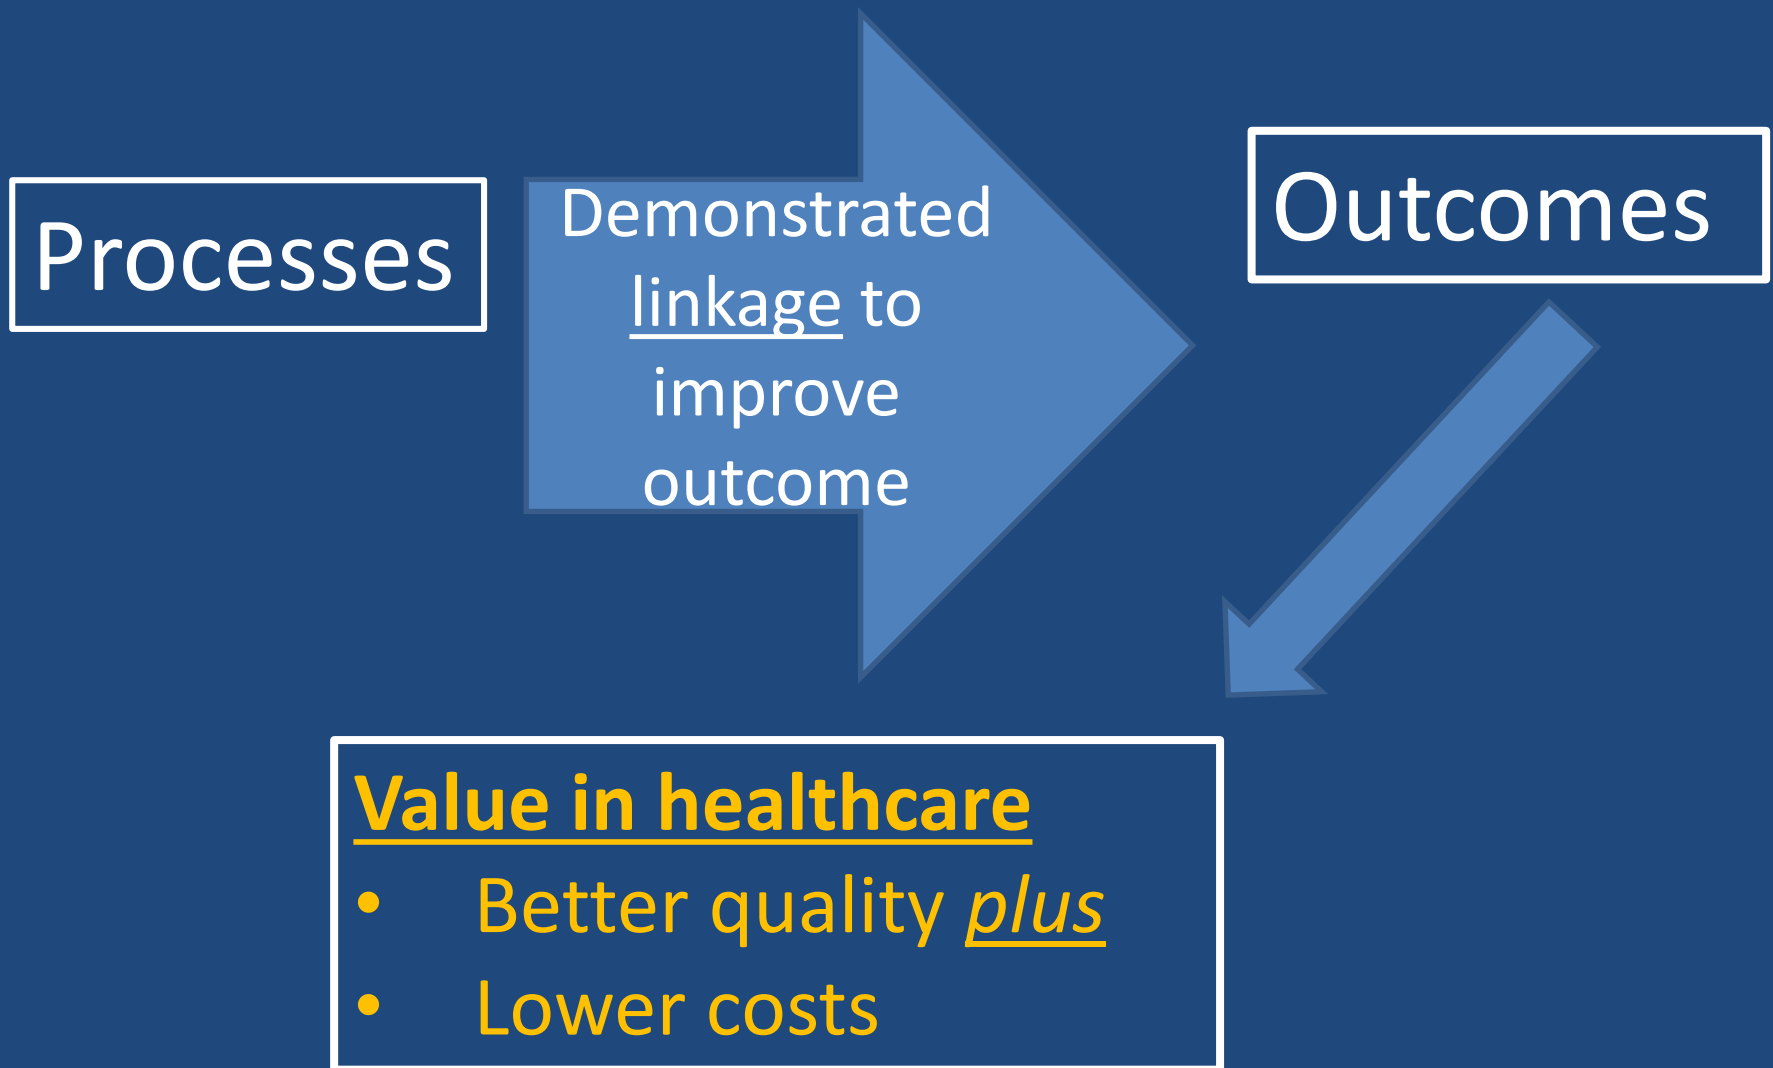 Processes
Demonstrated
linkage to
improve
outcome
Outcomes
Value in healthcare
• Better quality plus
• Lower costs